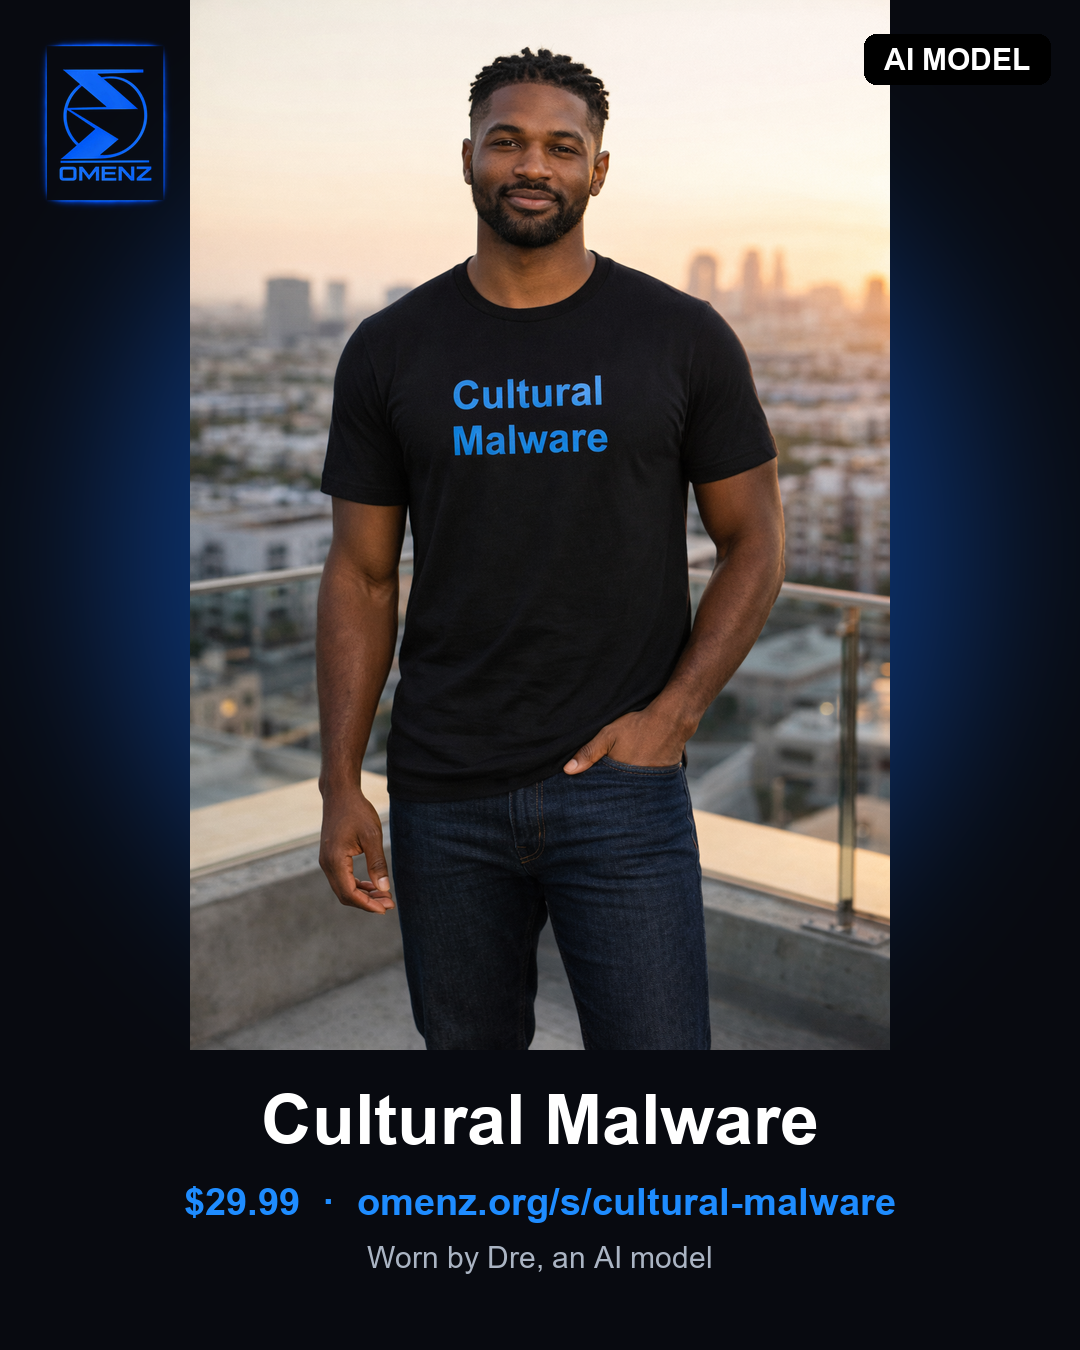 OMENZ
AI MODEL
Cultural
Malware
Cultural Malware
$29.99 · omenz.org/s/cultural-malware
Worn by Dre, an AI model